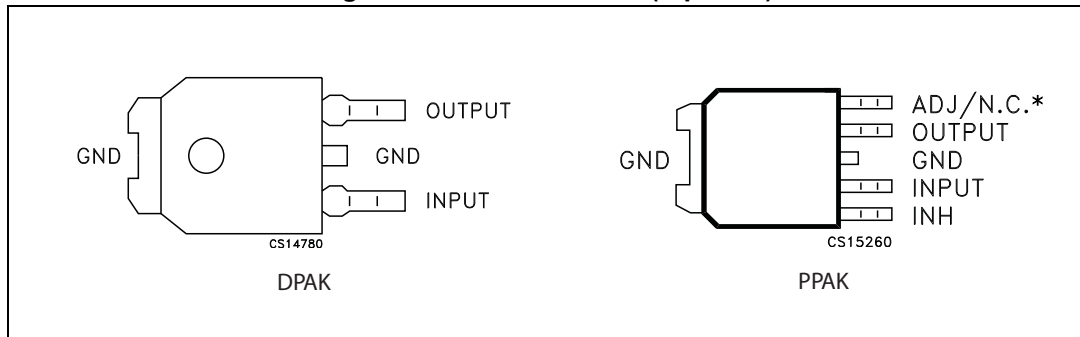 OUTPUT
GND
GND
INPUT
CS14780
DPAK
ADJ/N.C.*
OUTPUT
GND
GND
INPUT
INH
CS15260
PPAK